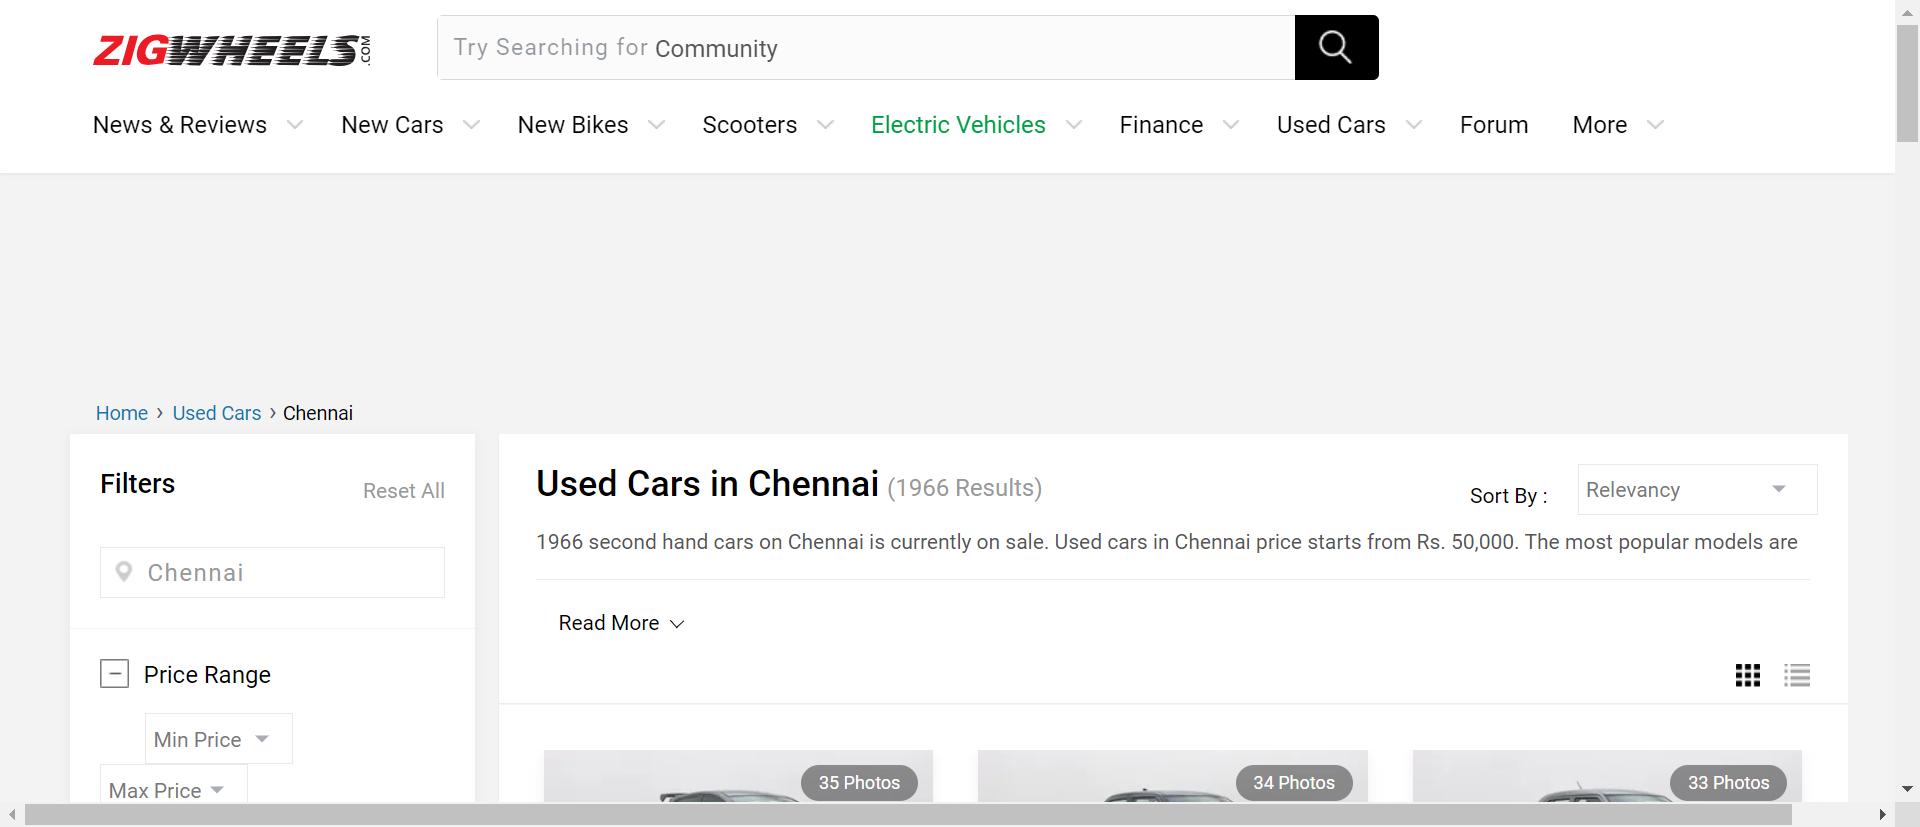 ZIGWHEELS.COM
Try Searching for Community
News & Reviews New Cars New Bikes Scooters Electric Vehicles Finance Used Cars Forum More
Home › Used Cars › Chennai
Filters
Reset All
Chennai
Price Range
Min Price
Max Price
Used Cars in Chennai (1966 Results)
Sort By : Relevancy
1966 second hand cars on Chennai is currently on sale. Used cars in Chennai price starts from Rs. 50,000. The most popular models are
Read More
35 Photos
34 Photos
33 Photos